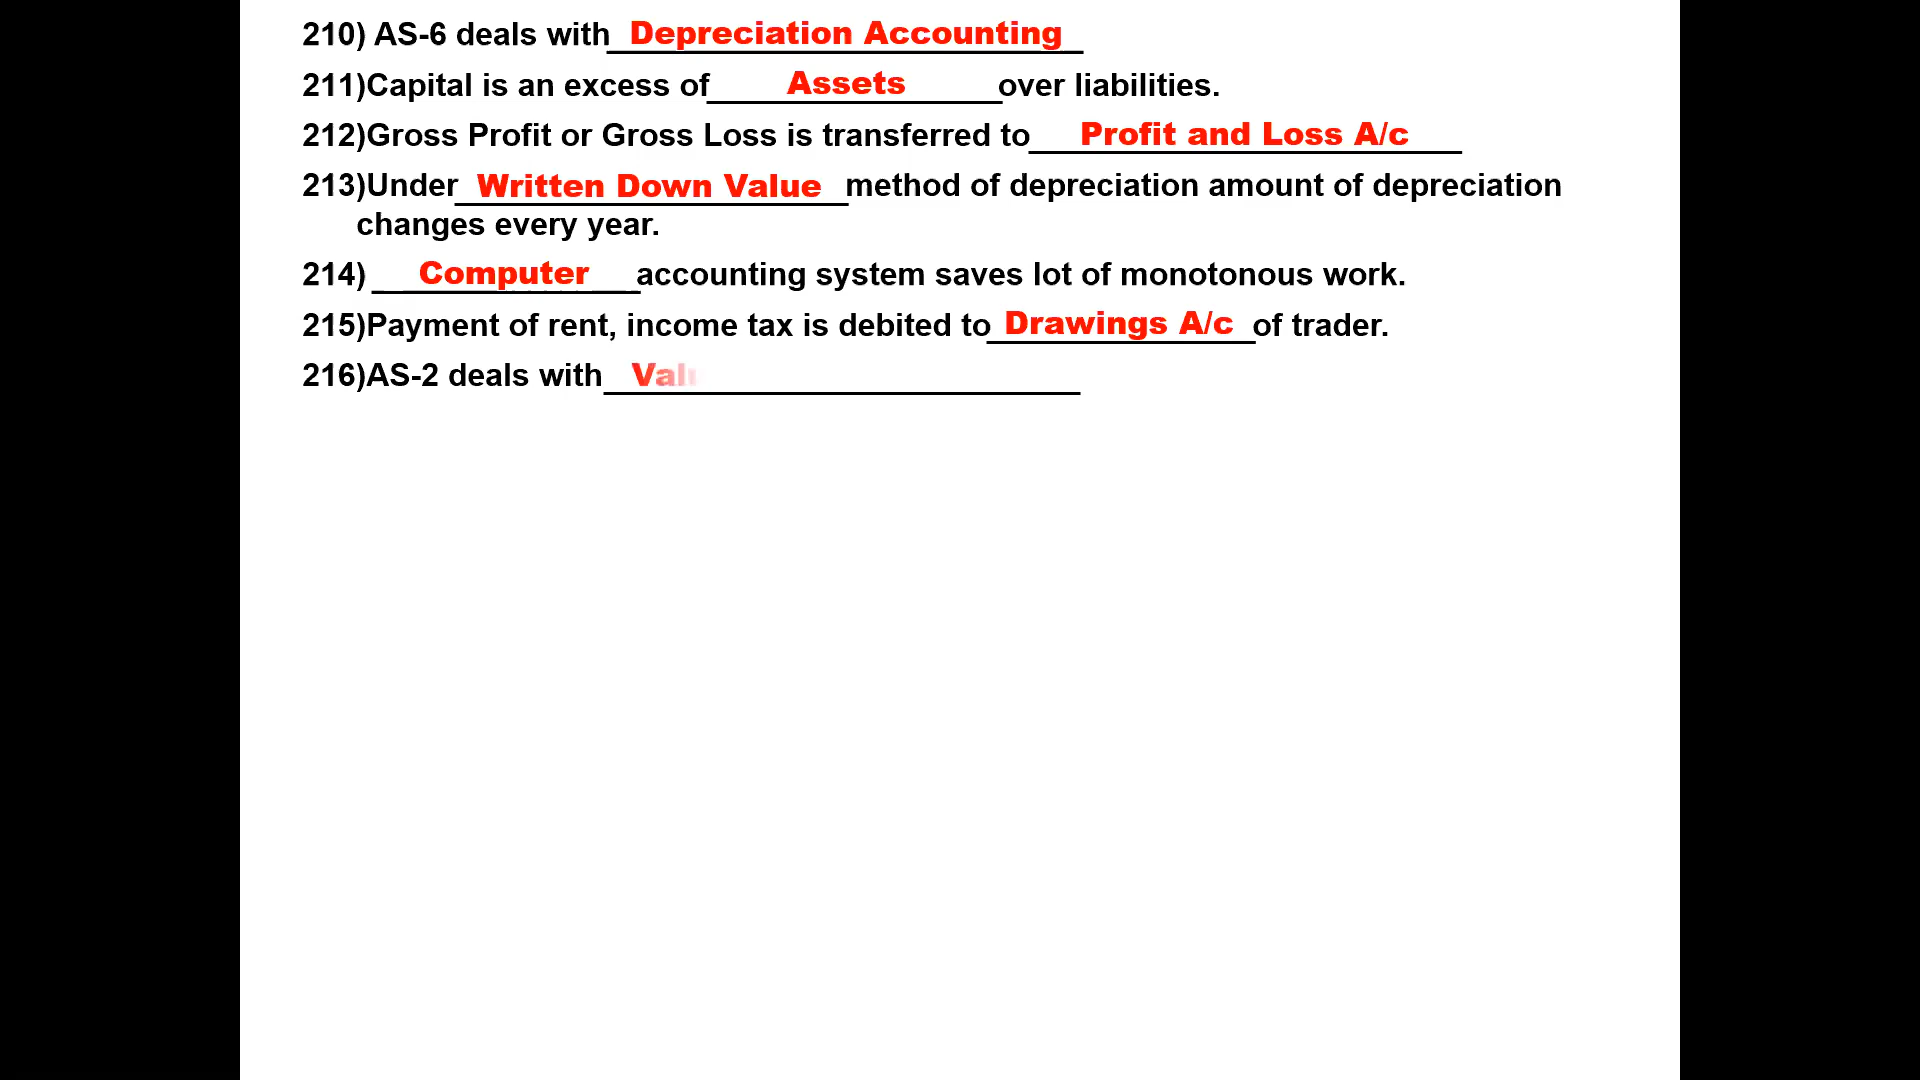 210) AS-6 deals with Depreciation Accounting
211)Capital is an excess of Assets over liabilities.
212)Gross Profit or Gross Loss is transferred to Profit and Loss A/c
213)Under Written Down Value method of depreciation amount of depreciation
changes every year.
214) Computer accounting system saves lot of monotonous work.
215)Payment of rent, income tax is debited to Drawings A/c of trader.
216)AS-2 deals with